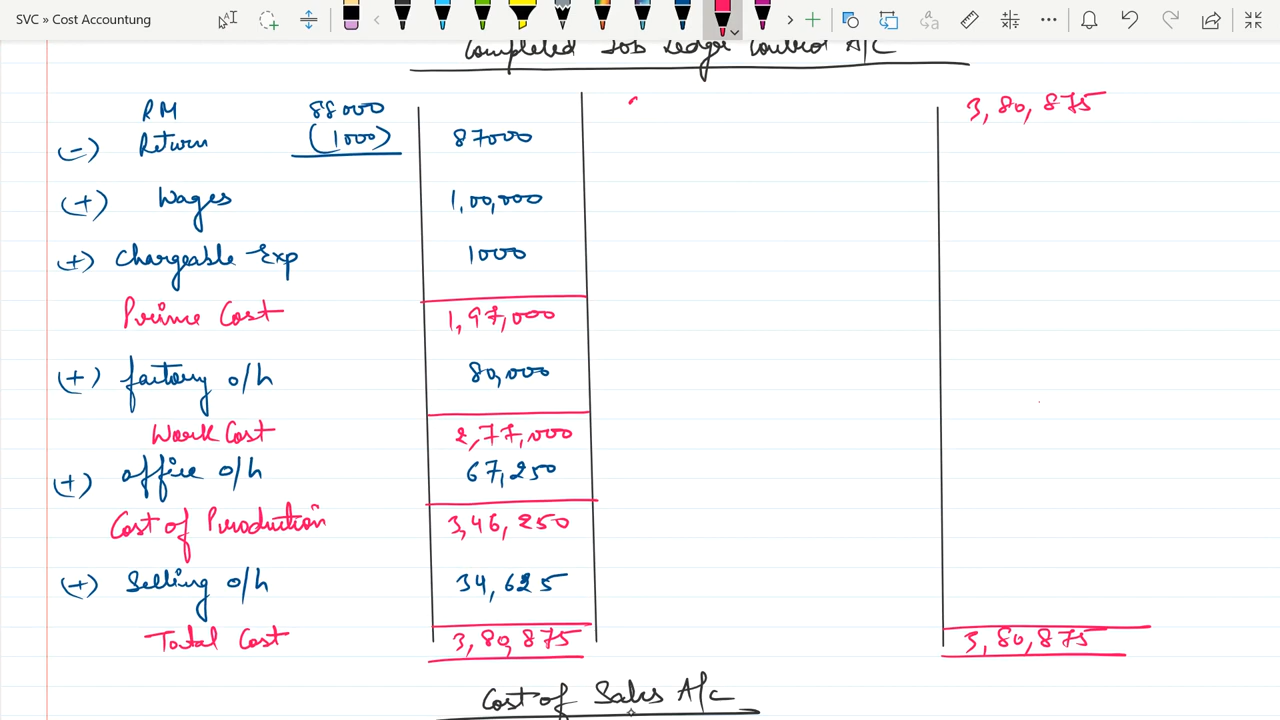 SVC » Cost Accountung
Completed Job Ledger Control A/C
RM 88000 3,80,875
(-) Return (1000) 87000
(+) Wages 1,00,000
(+) Chargeable Exp 1000
Prime Cost 1,97,000
(+) factory o/h 80,000
Work Cost 2,77,000
(+) office o/h 67,250
Cost of Production 3,46,250
(+) Selling o/h 34,625
Total Cost 3,80,875 3,80,875
Cost of Sales A/c